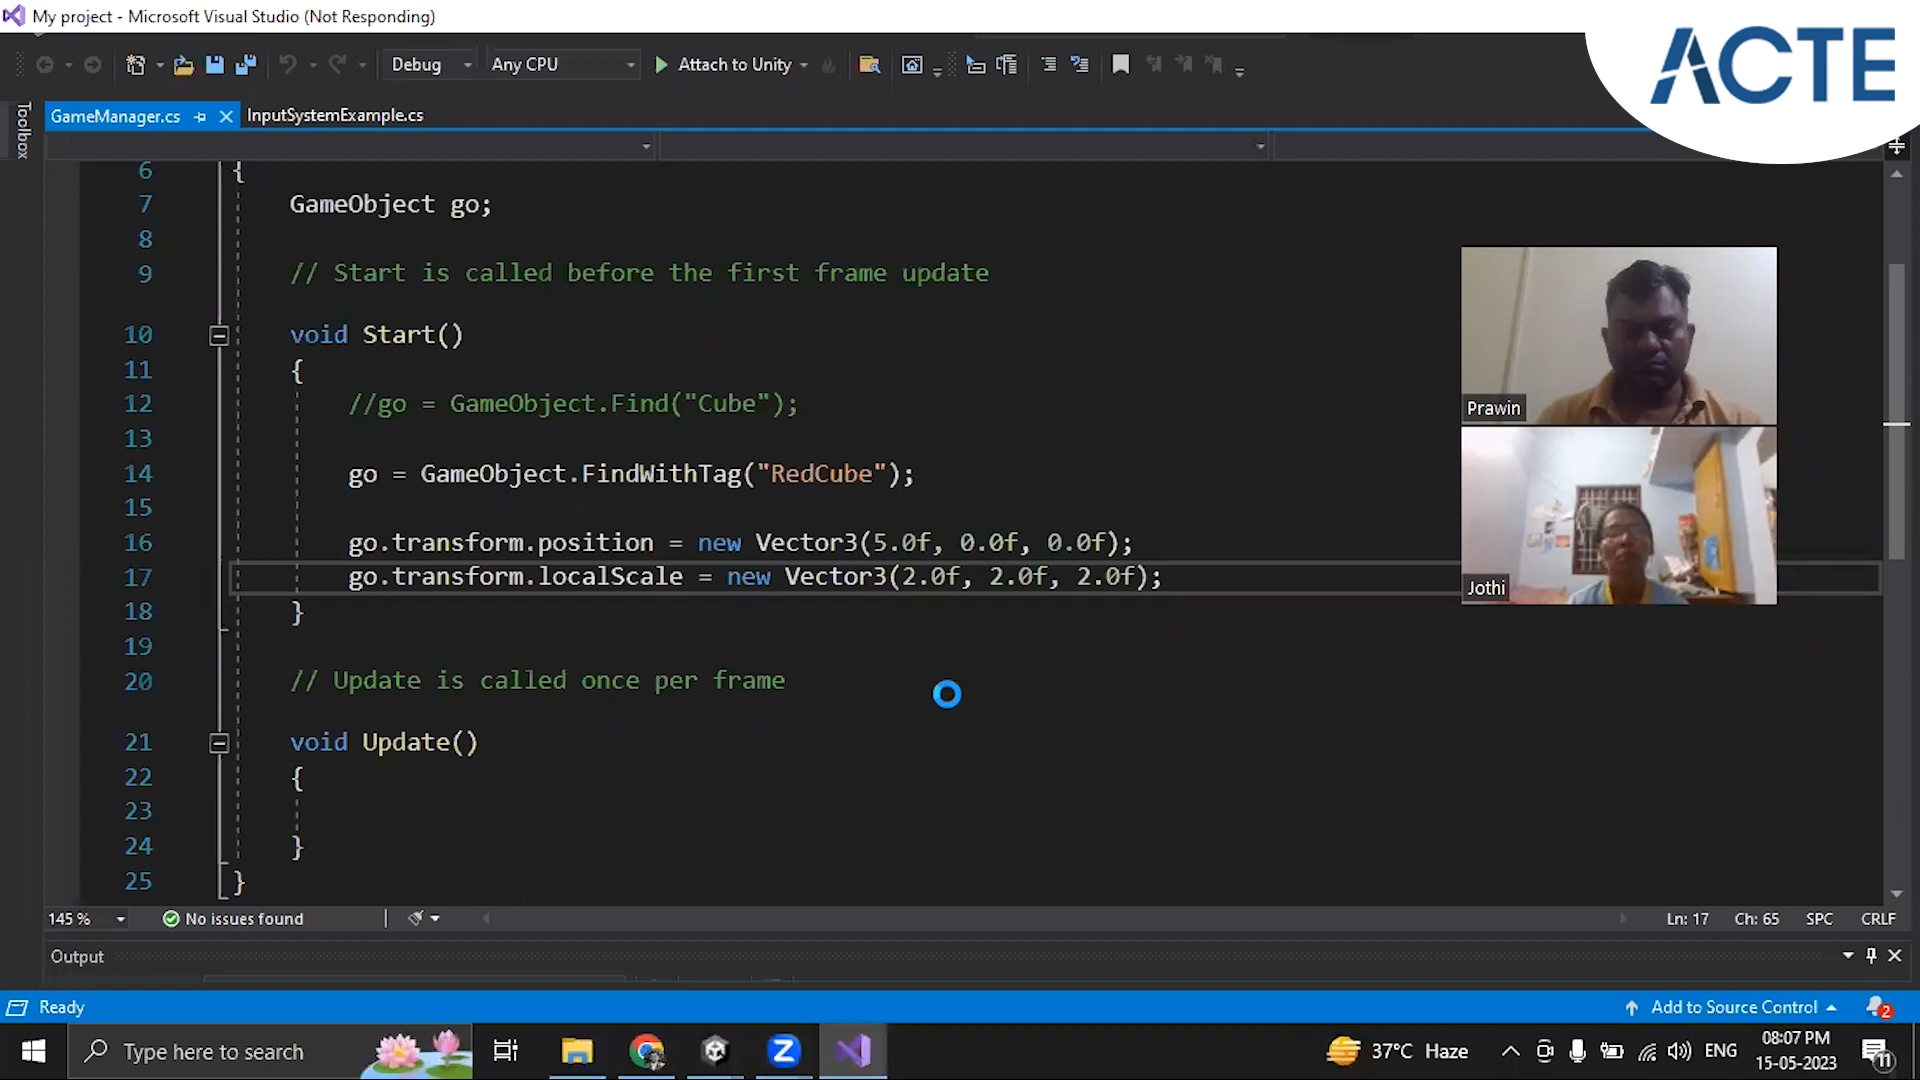 My project - Microsoft Visual Studio (Not Responding)
ACTE
Debug
Any CPU
Attach to Unity
Toolbox
GameManager.cs
InputSystemExample.cs
6 {
7 GameObject go;
8
9 // Start is called before the first frame update
10 void Start()
11 {
12 //go = GameObject.Find("Cube");
13
14 go = GameObject.FindWithTag("RedCube");
15
16 go.transform.position = new Vector3(5.0f, 0.0f, 0.0f);
17 go.transform.localScale = new Vector3(2.0f, 2.0f, 2.0f);
18 }
19
20 // Update is called once per frame
21 void Update()
22 {
23
24 }
25 }
Prawin
Jothi
145 %
No issues found
Ln: 17 Ch: 65 SPC CRLF
Output
Ready
Add to Source Control
2
Type here to search
37°C Haze
ENG
08:07 PM
15-05-2023
11